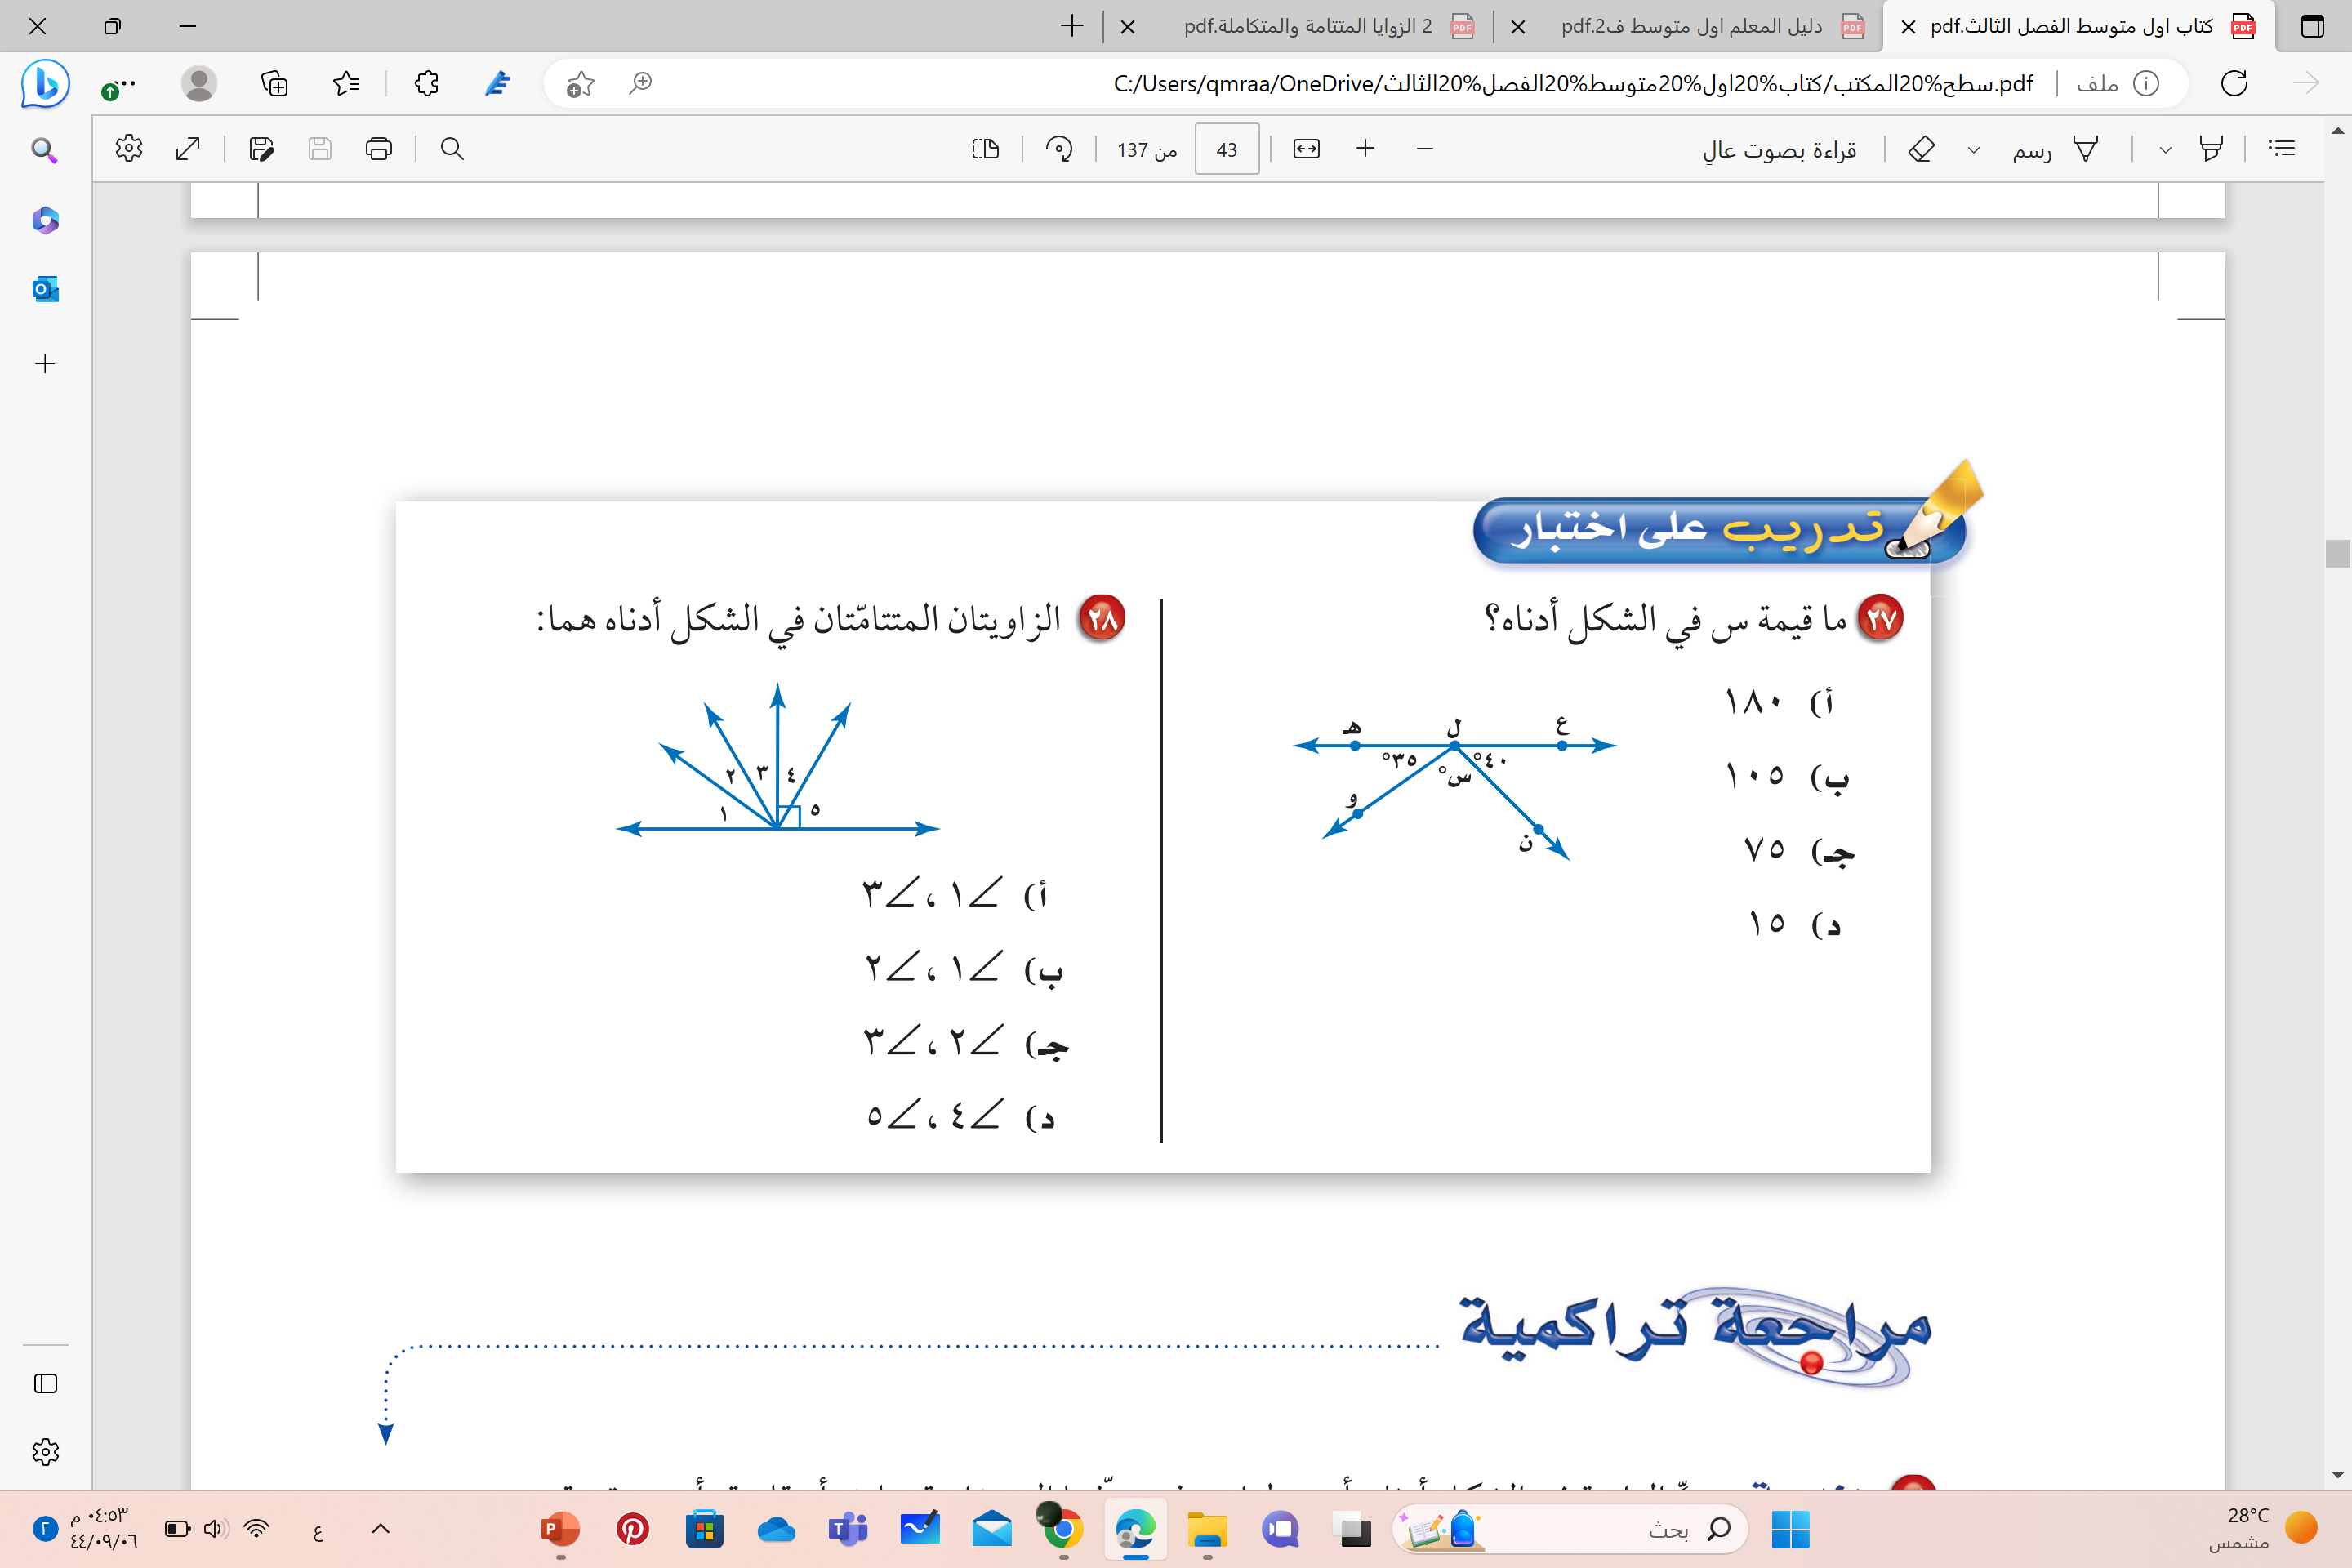 كتاب اول متوسط الفصل الثالث.pdf
دليل المعلم اول متوسط ف2.pdf
2 الزوايا المتتامة والمتكاملة.pdf
ملف
C:/Users/qmraa/OneDrive/سطح%20المكتب/كتاب%20اول%20متوسط%20الفصل%20الثالث.pdf
رسم
قراءة بصوت عالٍ
43
من 137
تدريب على اختبار
٢٧ ما قيمة س في الشكل أدناه؟
أ) ١٨٠
ب) ١٠٥
جـ) ٧٥
د) ١٥
هـ ل ع
٣٥° س° ٤٠°
و ن
٢٨ الزاويتان المتتامّتان في الشكل أدناه هما:
١ ٢ ٣ ٤ ٥
أ) ∠١ ، ∠٣
ب) ∠١ ، ∠٢
جـ) ∠٢ ، ∠٣
د) ∠٤ ، ∠٥
مراجعة تراكمية
28°C
مشمس
بحث
ع
٠٤:٥٣ م
٤٤/٠٩/٠٦
٢